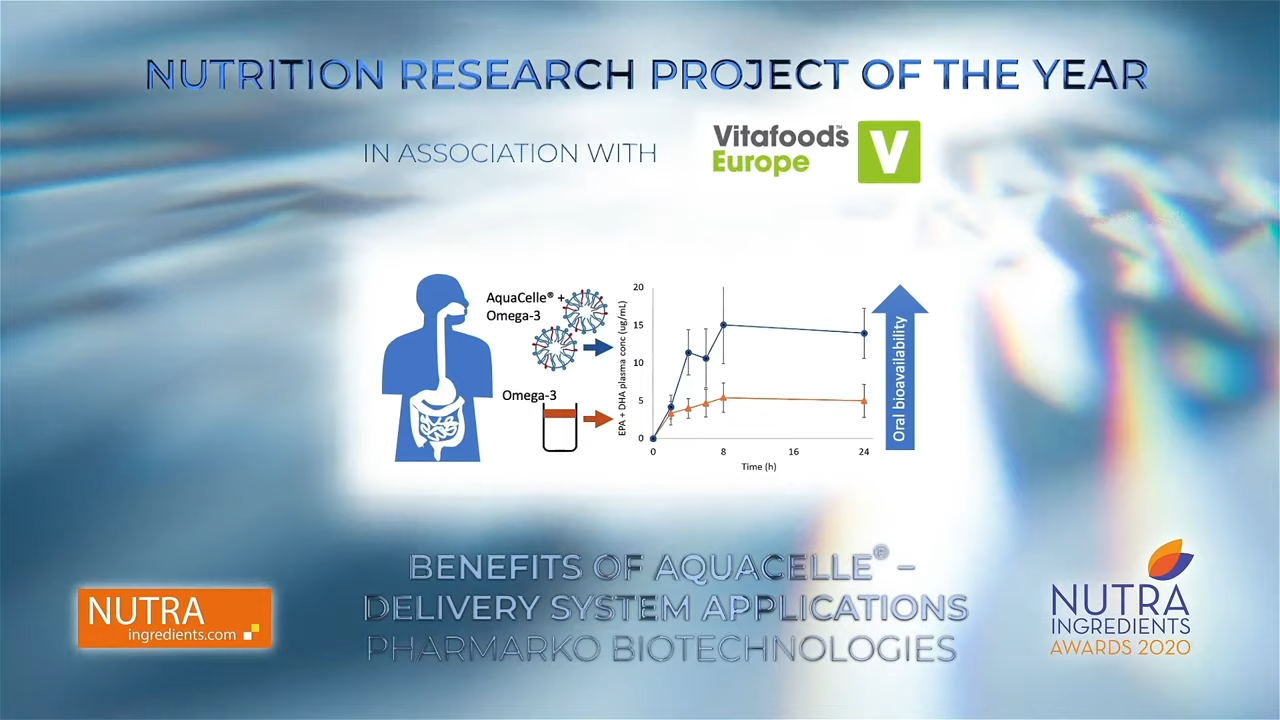 NUTRITION RESEARCH PROJECT OF THE YEAR
IN ASSOCIATION WITH
Vitafoods™
Europe
V
AquaCelle® +
Omega-3
Omega-3
EPA + DHA plasma conc (ug/mL)
20
15
10
5
0
0 8 16 24
Time (h)
Oral bioavailability
BENEFITS OF AQUACELLE® –
DELIVERY SYSTEM APPLICATIONS
PHARMARKO BIOTECHNOLOGIES
NUTRA
ingredients.com
NUTRA
INGREDIENTS
AWARDS 2020